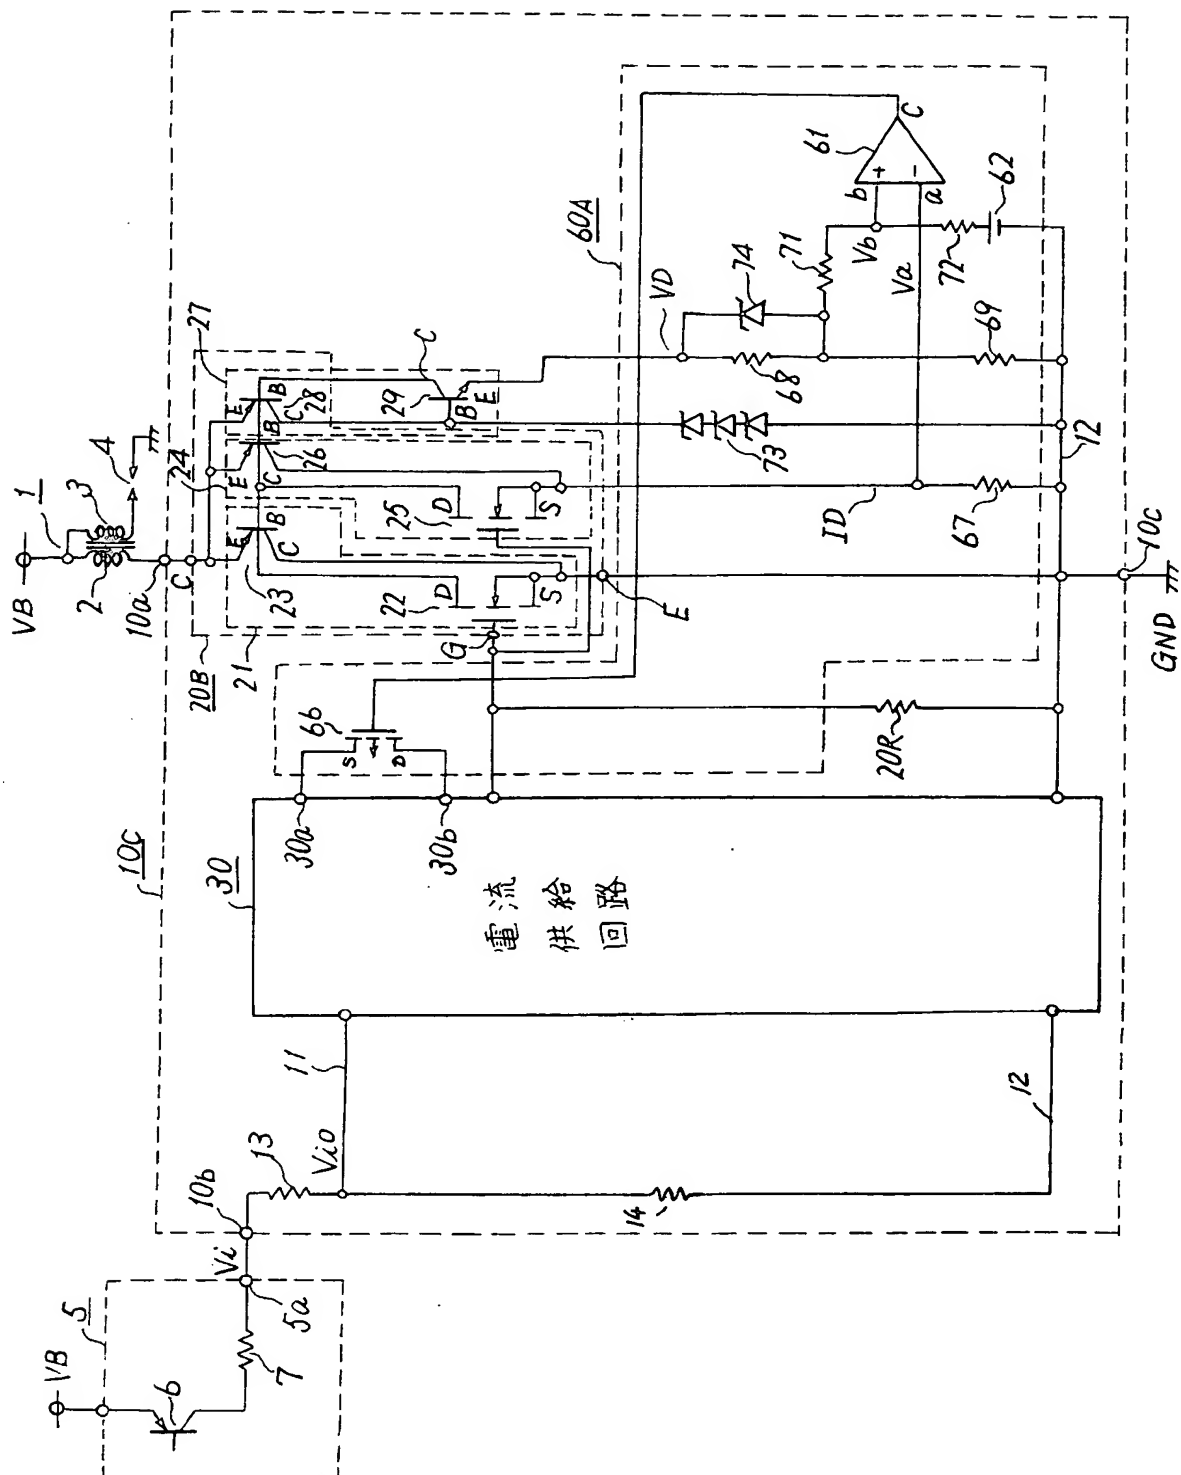 VB
1
3
2
4
10a
C
10C
20B
21
24
27
23
E
B
C
22
D
S
G
E
C
B
26
25
D
S
E
B
C
28
29
C
B
E
E
60A
VD
74
71
68
69
73
Vb
Va
b
a
+
-
61
C
72
62
ID
67
12
10C
GND
66
S
D
20R
30a
30b
30
電流
供給
回路
11
12
Vio
13
14
10b
Vi
5a
5
VB
6
7